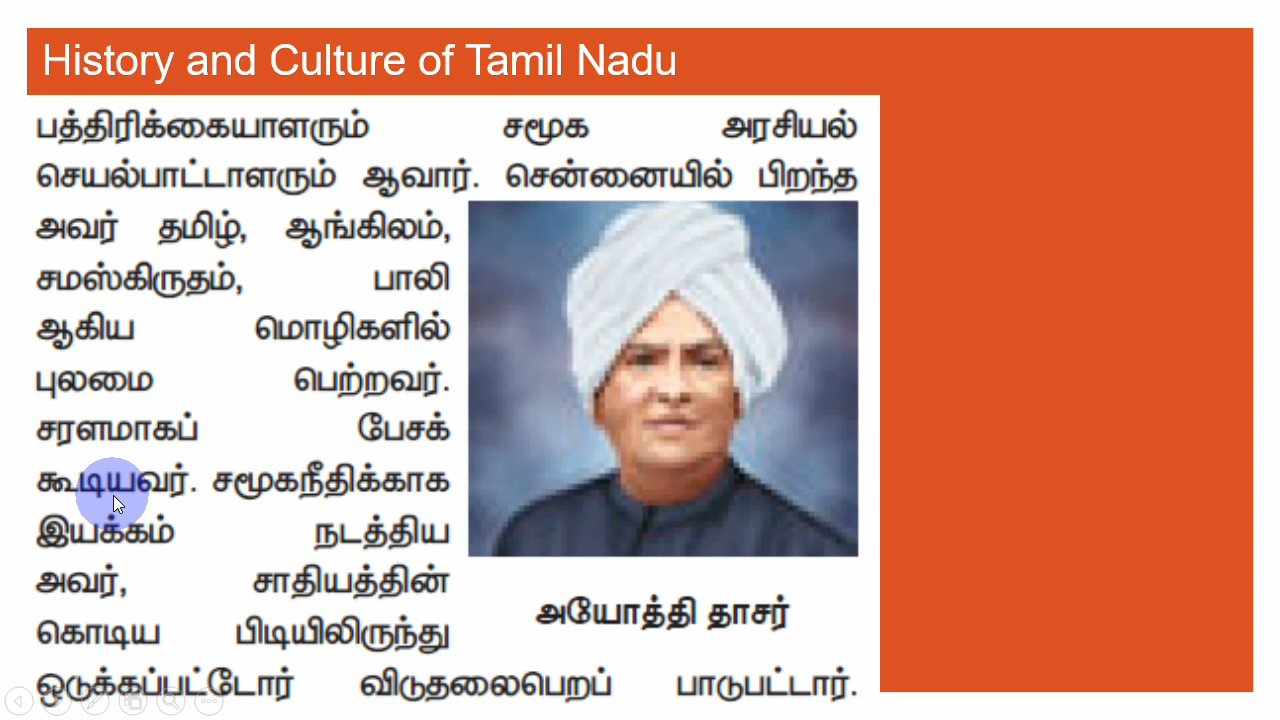 History and Culture of Tamil Nadu
பத்திரிக்கையாளரும் சமூக அரசியல்
செயல்பாட்டாளரும் ஆவார். சென்னையில் பிறந்த
அவர் தமிழ், ஆங்கிலம்,
சமஸ்கிருதம், பாலி
ஆகிய மொழிகளில்
புலமை பெற்றவர்.
சரளமாகப் பேசக்
கூடியவர். சமூகநீதிக்காக
இயக்கம் நடத்திய
அவர், சாதியத்தின்
கொடிய பிடியிலிருந்து
ஒடுக்கப்பட்டோர் விடுதலைபெறப் பாடுபட்டார்.
அயோத்தி தாசர்